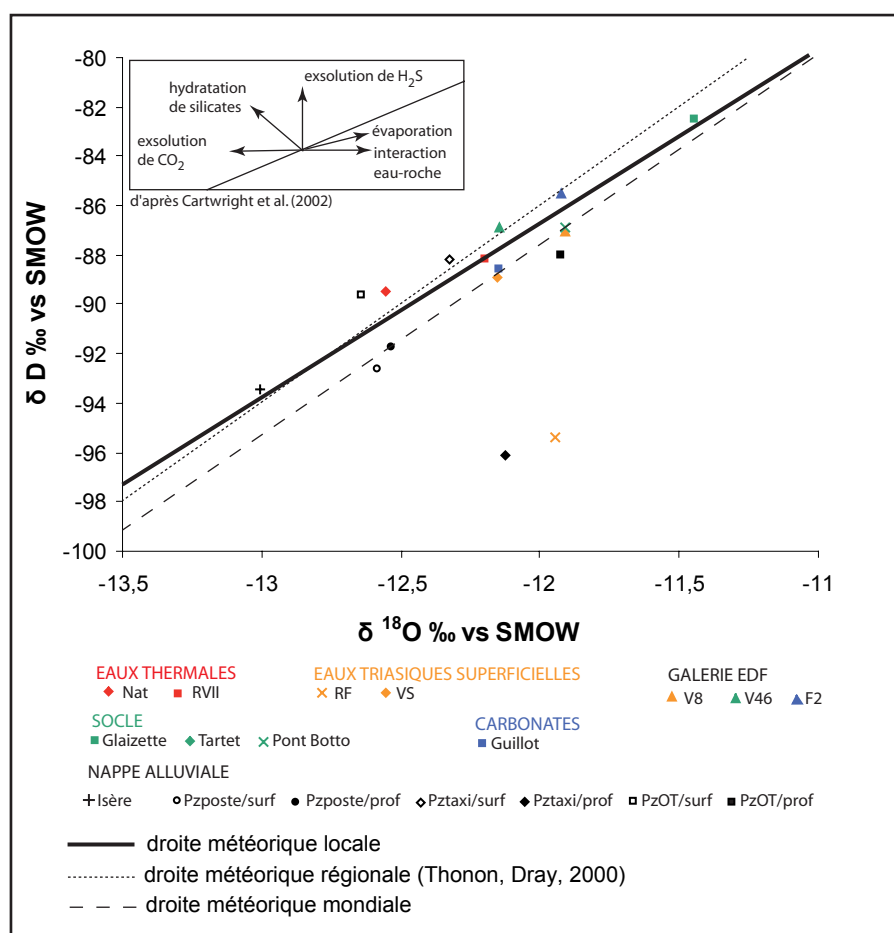 -80
-82
-84
-86
-88
-90
-92
-94
-96
-98
-100
δ D ‰ vs SMOW
exsolution de H2S
hydratation
de silicates
évaporation
exsolution
de CO2
interaction
eau-roche
d'après Cartwright et al. (2002)
-13,5 -13 -12,5 -12 -11,5 -11
δ 18O ‰ vs SMOW
EAUX THERMALES
Nat RVII
EAUX TRIASIQUES SUPERFICIELLES
RF VS
GALERIE EDF
V8 V46 F2
SOCLE
Glaizette Tartet Pont Botto
CARBONATES
Guillot
NAPPE ALLUVIALE
Isère Pzposte/surf Pzposte/prof Pztaxi/surf Pztaxi/prof PzOT/surf PzOT/prof
droite météorique locale
droite météorique régionale (Thonon, Dray, 2000)
droite météorique mondiale